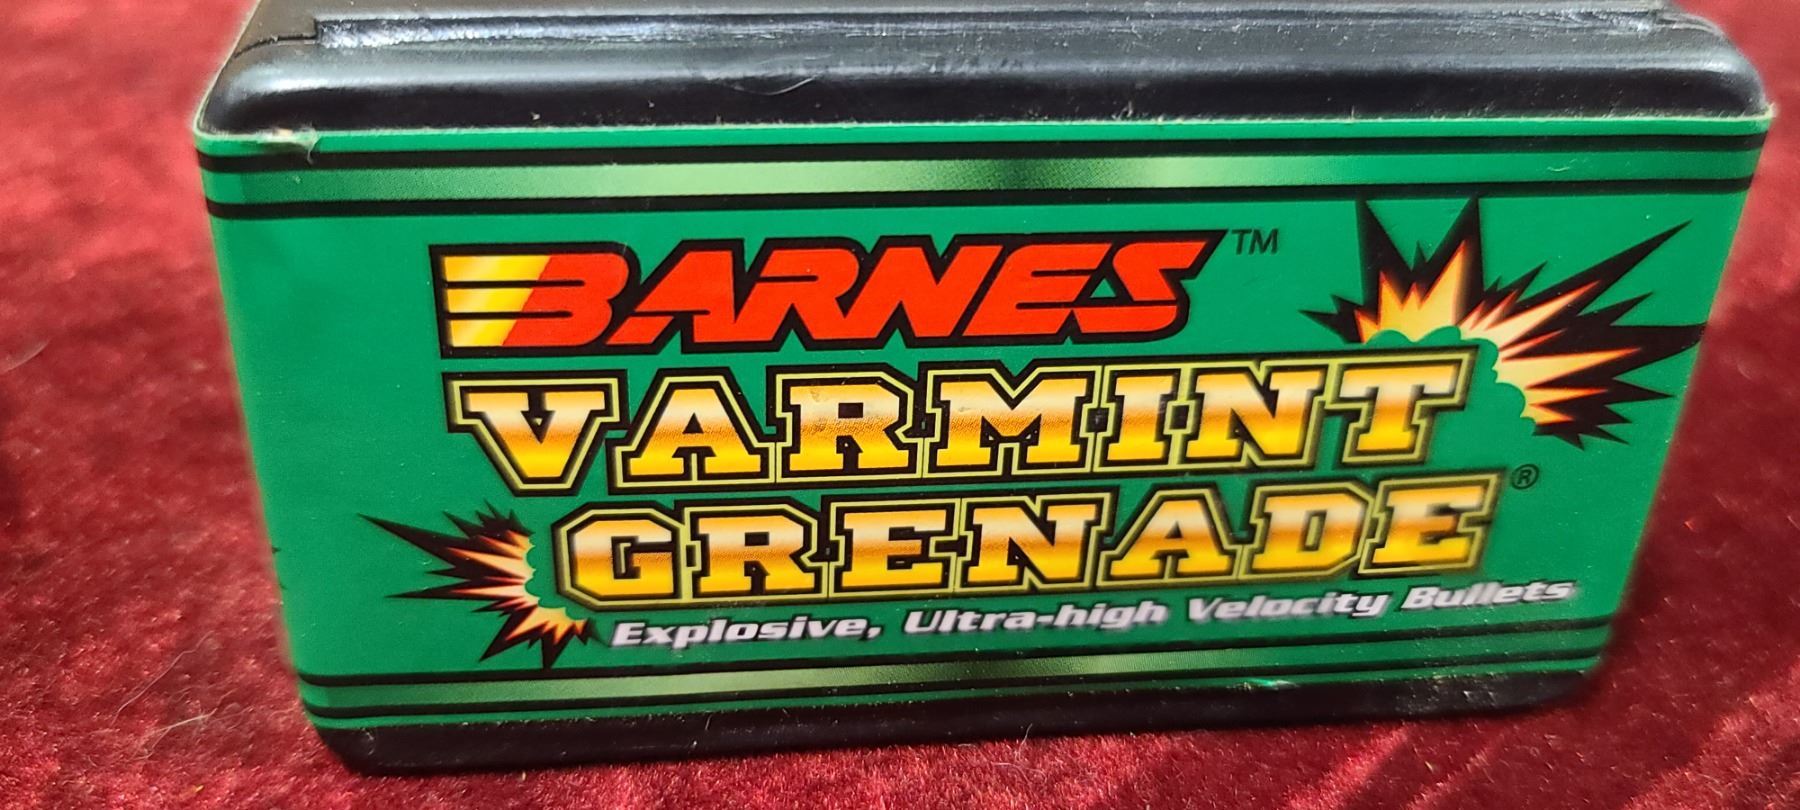 BARNES™
VARMINT
GRENADE®
Explosive, Ultra-high Velocity Bullets